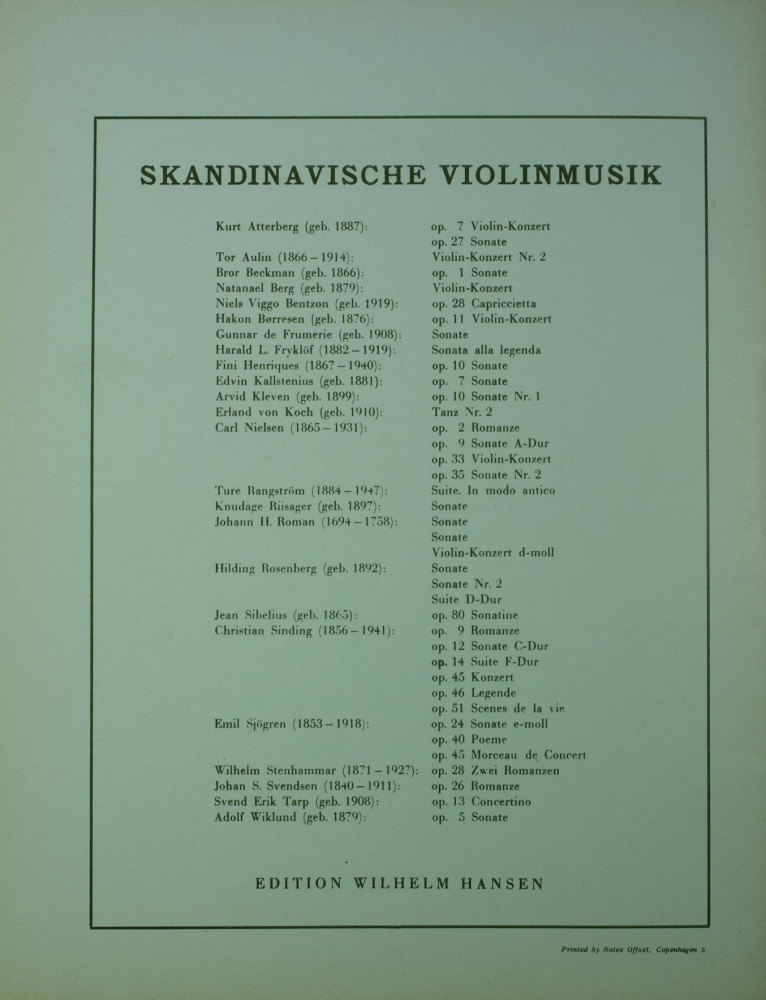 SKANDINAVISCHE VIOLINMUSIK
Kurt Atterberg (geb. 1887): op. 7 Violin-Konzert
op. 27 Sonate
Tor Aulin (1866 – 1914): Violin-Konzert Nr. 2
Bror Beckman (geb. 1866): op. 1 Sonate
Natanael Berg (geb. 1879): Violin-Konzert
Niels Viggo Bentzon (geb. 1919): op. 28 Capriccietta
Hakon Børresen (geb. 1876): op. 11 Violin-Konzert
Gunnar de Frumerie (geb. 1908): Sonate
Harald L. Fryklöf (1882 – 1919): Sonata alla legenda
Fini Henriques (1867 – 1940): op. 10 Sonate
Edvin Kallstenius (geb. 1881): op. 7 Sonate
Arvid Kleven (geb. 1899): op. 10 Sonate Nr. 1
Erland von Koch (geb. 1910): Tanz Nr. 2
Carl Nielsen (1865 – 1931): op. 2 Romanze
op. 9 Sonate A-Dur
op. 33 Violin-Konzert
op. 35 Sonate Nr. 2
Ture Rangström (1884 – 1947): Suite. In modo antico
Knudåge Riisager (geb. 1897): Sonate
Johann H. Roman (1694 – 1758): Sonate
Sonate
Violin-Konzert d-moll
Hilding Rosenberg (geb. 1892): Sonate
Sonate Nr. 2
Suite D-Dur
Jean Sibelius (geb. 1865): op. 80 Sonatine
Christian Sinding (1856 – 1941): op. 9 Romanze
op. 12 Sonate C-Dur
op. 14 Suite F-Dur
op. 45 Konzert
op. 46 Legende
op. 51 Scenes de la vie
Emil Sjögren (1853 – 1918): op. 24 Sonate e-moll
op. 40 Poeme
op. 45 Morceau de Concert
Wilhelm Stenhammar (1871 – 1927): op. 28 Zwei Romanzen
Johan S. Svendsen (1840 – 1911): op. 26 Romanze
Svend Erik Tarp (geb. 1908): op. 13 Concertino
Adolf Wiklund (geb. 1879): op. 5 Sonate
EDITION WILHELM HANSEN
Printed by Notex Offset, Copenhagen S